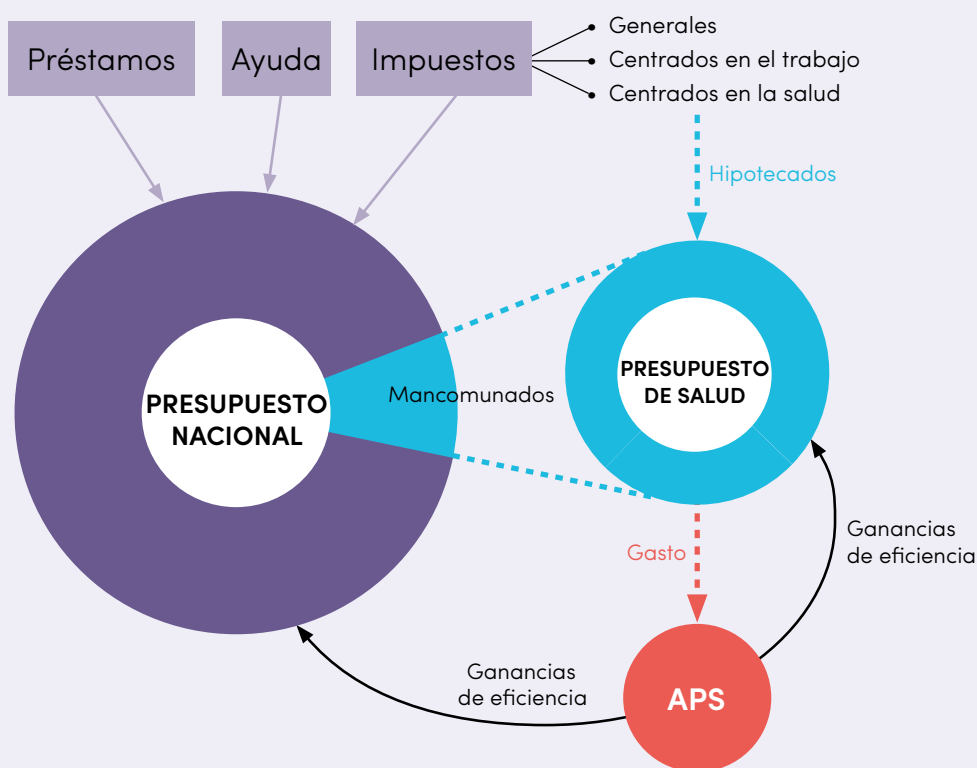 Préstamos
Ayuda
Impuestos
Generales
Centrados en el trabajo
Centrados en la salud
Hipotecados
PRESUPUESTO
NACIONAL
Mancomunados
PRESUPUESTO
DE SALUD
Gasto
Ganancias
de eficiencia
Ganancias
de eficiencia
APS